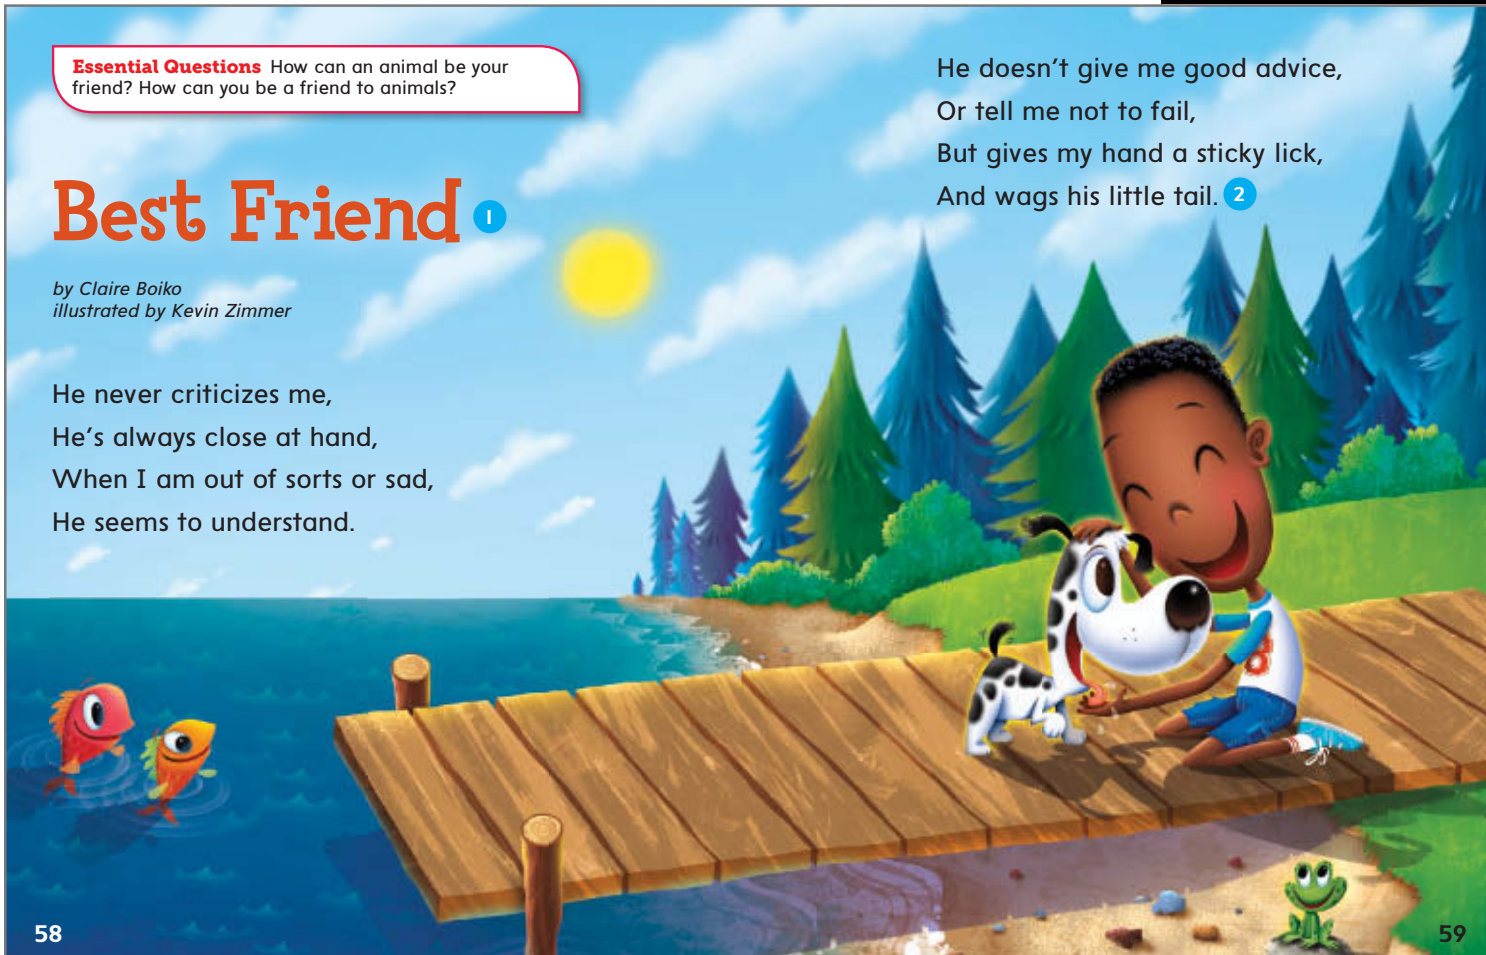 Essential Questions How can an animal be your
friend? How can you be a friend to animals?
Best Friend 1
by Claire Boiko
illustrated by Kevin Zimmer
He never criticizes me,
He's always close at hand,
When I am out of sorts or sad,
He seems to understand.
He doesn't give me good advice,
Or tell me not to fail,
But gives my hand a sticky lick,
And wags his little tail. 2
58
59